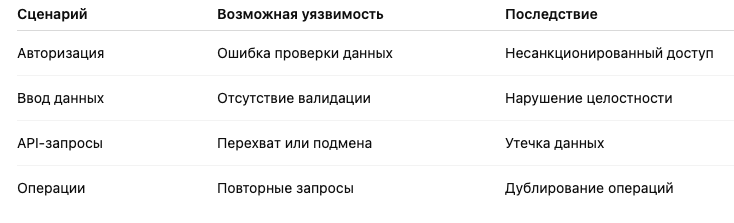 Сценарий Возможная уязвимость Последствие
Авторизация Ошибка проверки данных Несанкционированный доступ
Ввод данных Отсутствие валидации Нарушение целостности
API-запросы Перехват или подмена Утечка данных
Операции Повторные запросы Дублирование операций